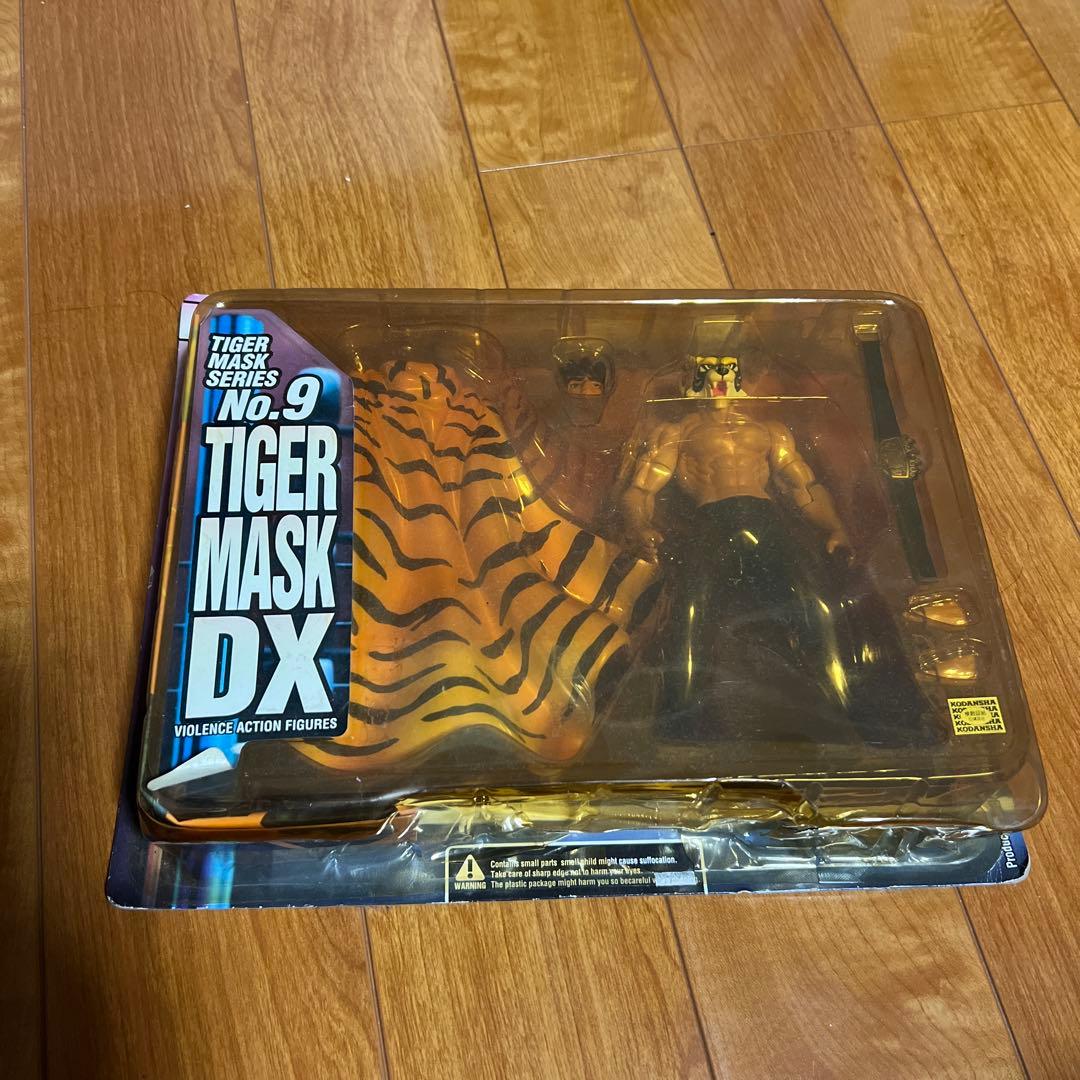 TIGER
MASK
SERIES
No.9
TIGER
MASK
DX
VIOLENCE ACTION FIGURES
KODANSHA
KODANSHA
WARNING
Contains small parts small child might cause suffocation.
Take care of sharp edge not to harm your eyes.
The plastic package might harm you so becareful